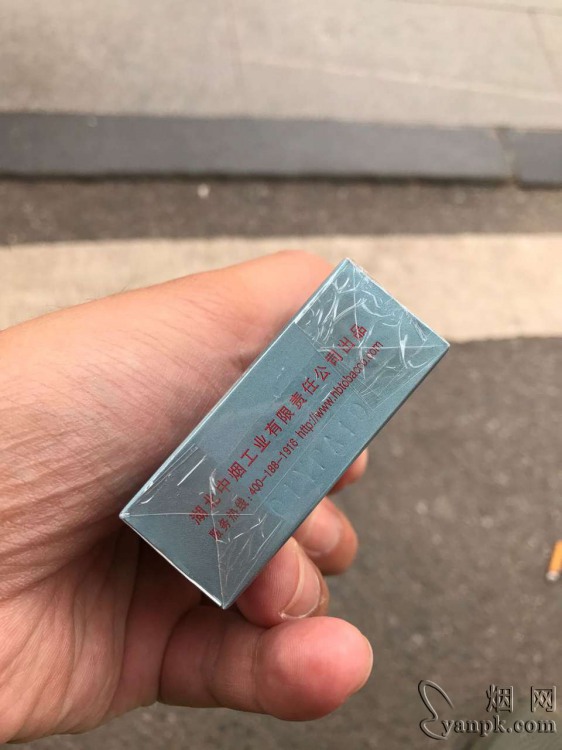 湖北中烟工业有限责任公司出品
服务热线:400-188-1916 http://www.hbtobacco.com
烟网
yanpk.com